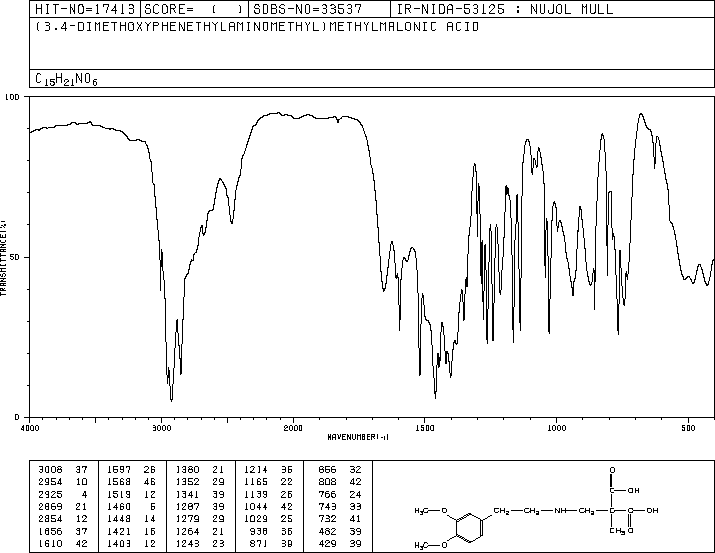 HIT-NO=17413 SCORE= ( ) SDBS-NO=33537 IR-NIDA-53125 : NUJOL MULL
(3,4-DIMETHOXYPHENETHYLAMINOMETHYL)METHYLMALONIC ACID
C15H21NO6
100
50
0
TRANSMITTANCE(%)
4000 3000 2000 1500 1000 500
WAVENUMBER(-1)
3008 37 1597 26 1380 21 1214 36 856 32
2954 10 1568 46 1352 29 1165 22 808 42
2925 4 1519 12 1341 39 1139 26 766 24
2869 21 1460 6 1287 39 1044 42 743 33
2854 12 1448 14 1279 29 1029 25 732 41
1656 37 1421 16 1264 21 938 36 482 39
1610 42 1403 12 1243 23 871 39 429 39
O
OH
H3C O CH2 CH2 NH CH2 C C OH
H3C O CH3 O